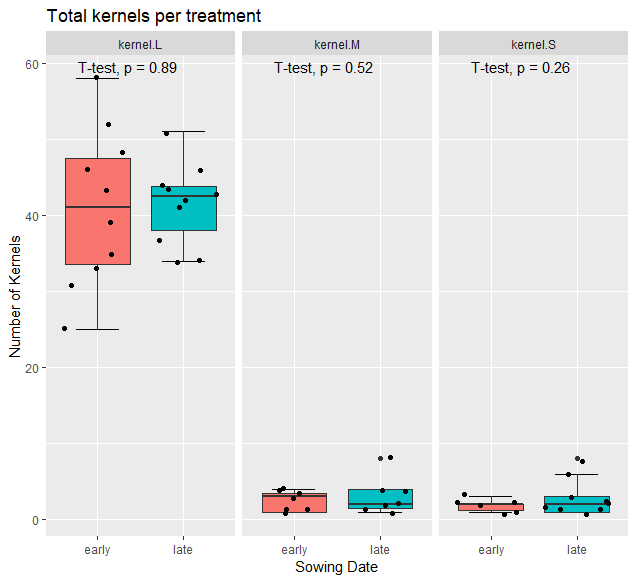 Total kernels per treatment
kernel.L
kernel.M
kernel.S
T-test, p = 0.89
T-test, p = 0.52
T-test, p = 0.26
60
40
20
0
Number of Kernels
early
late
early
late
early
late
Sowing Date